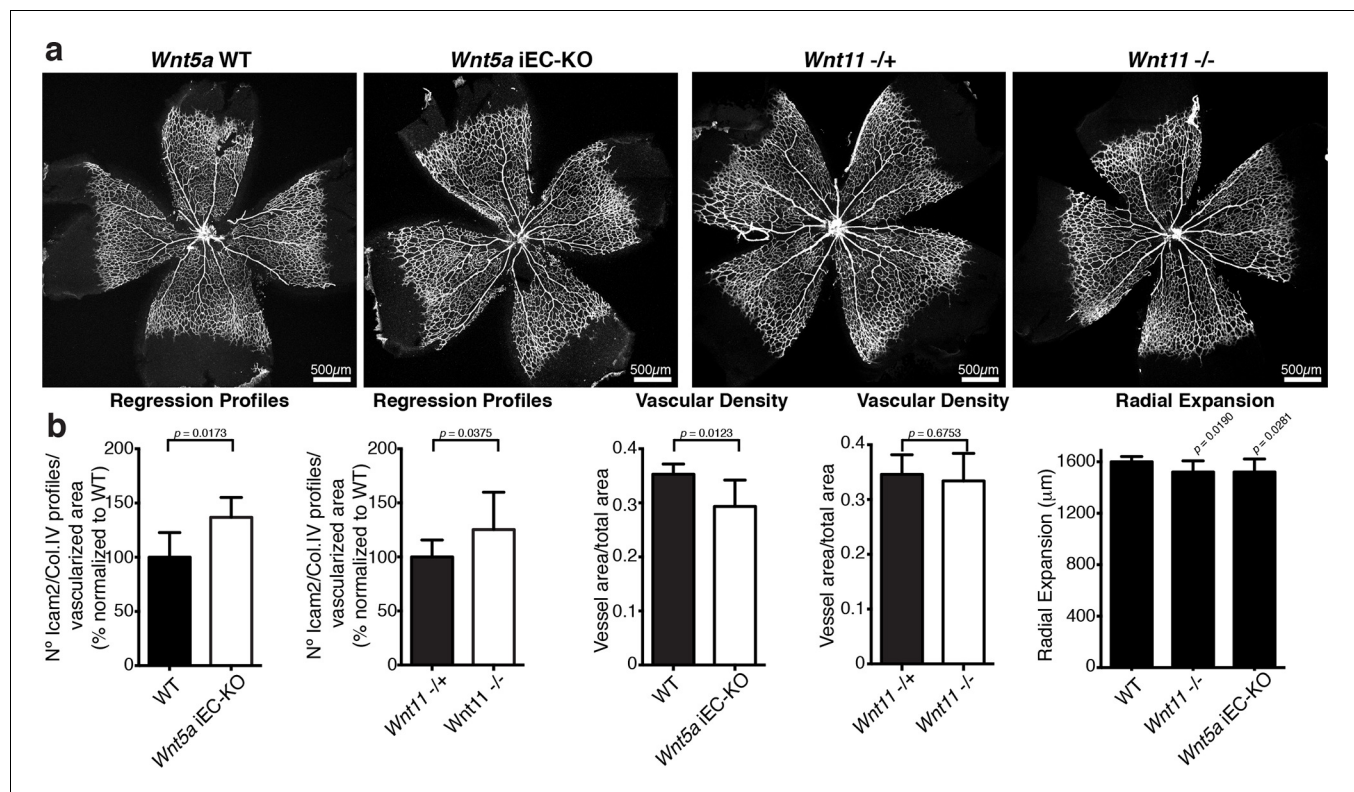 a
Wnt5a WT
Wnt5a iEC-KO
Wnt11 -/+
Wnt11 -/-
500µm
500µm
500µm
500µm
b
Regression Profiles
Nº Icam2/Col.IV profiles/
vascularized area
(% normalized to WT)
200
150
100
50
0
p = 0.0173
WT
Wnt5a iEC-KO
Regression Profiles
Nº Icam2/Col.IV profiles/
vascularized area
(% normalized to WT)
200
150
100
50
0
p = 0.0375
Wnt11 -/+
Wnt11 -/-
Vascular Density
Vessel area/total area
0.4
0.3
0.2
0.1
0
p = 0.0123
WT
Wnt5a iEC-KO
Vascular Density
Vessel area/total area
0.4
0.3
0.2
0.1
0
p = 0.6753
Wnt11 -/+
Wnt11 -/-
Radial Expansion
Radial Expansion (µm)
1600
1200
800
400
0
p = 0.0190
p = 0.0281
WT
Wnt11 -/-
Wnt5a iEC-KO